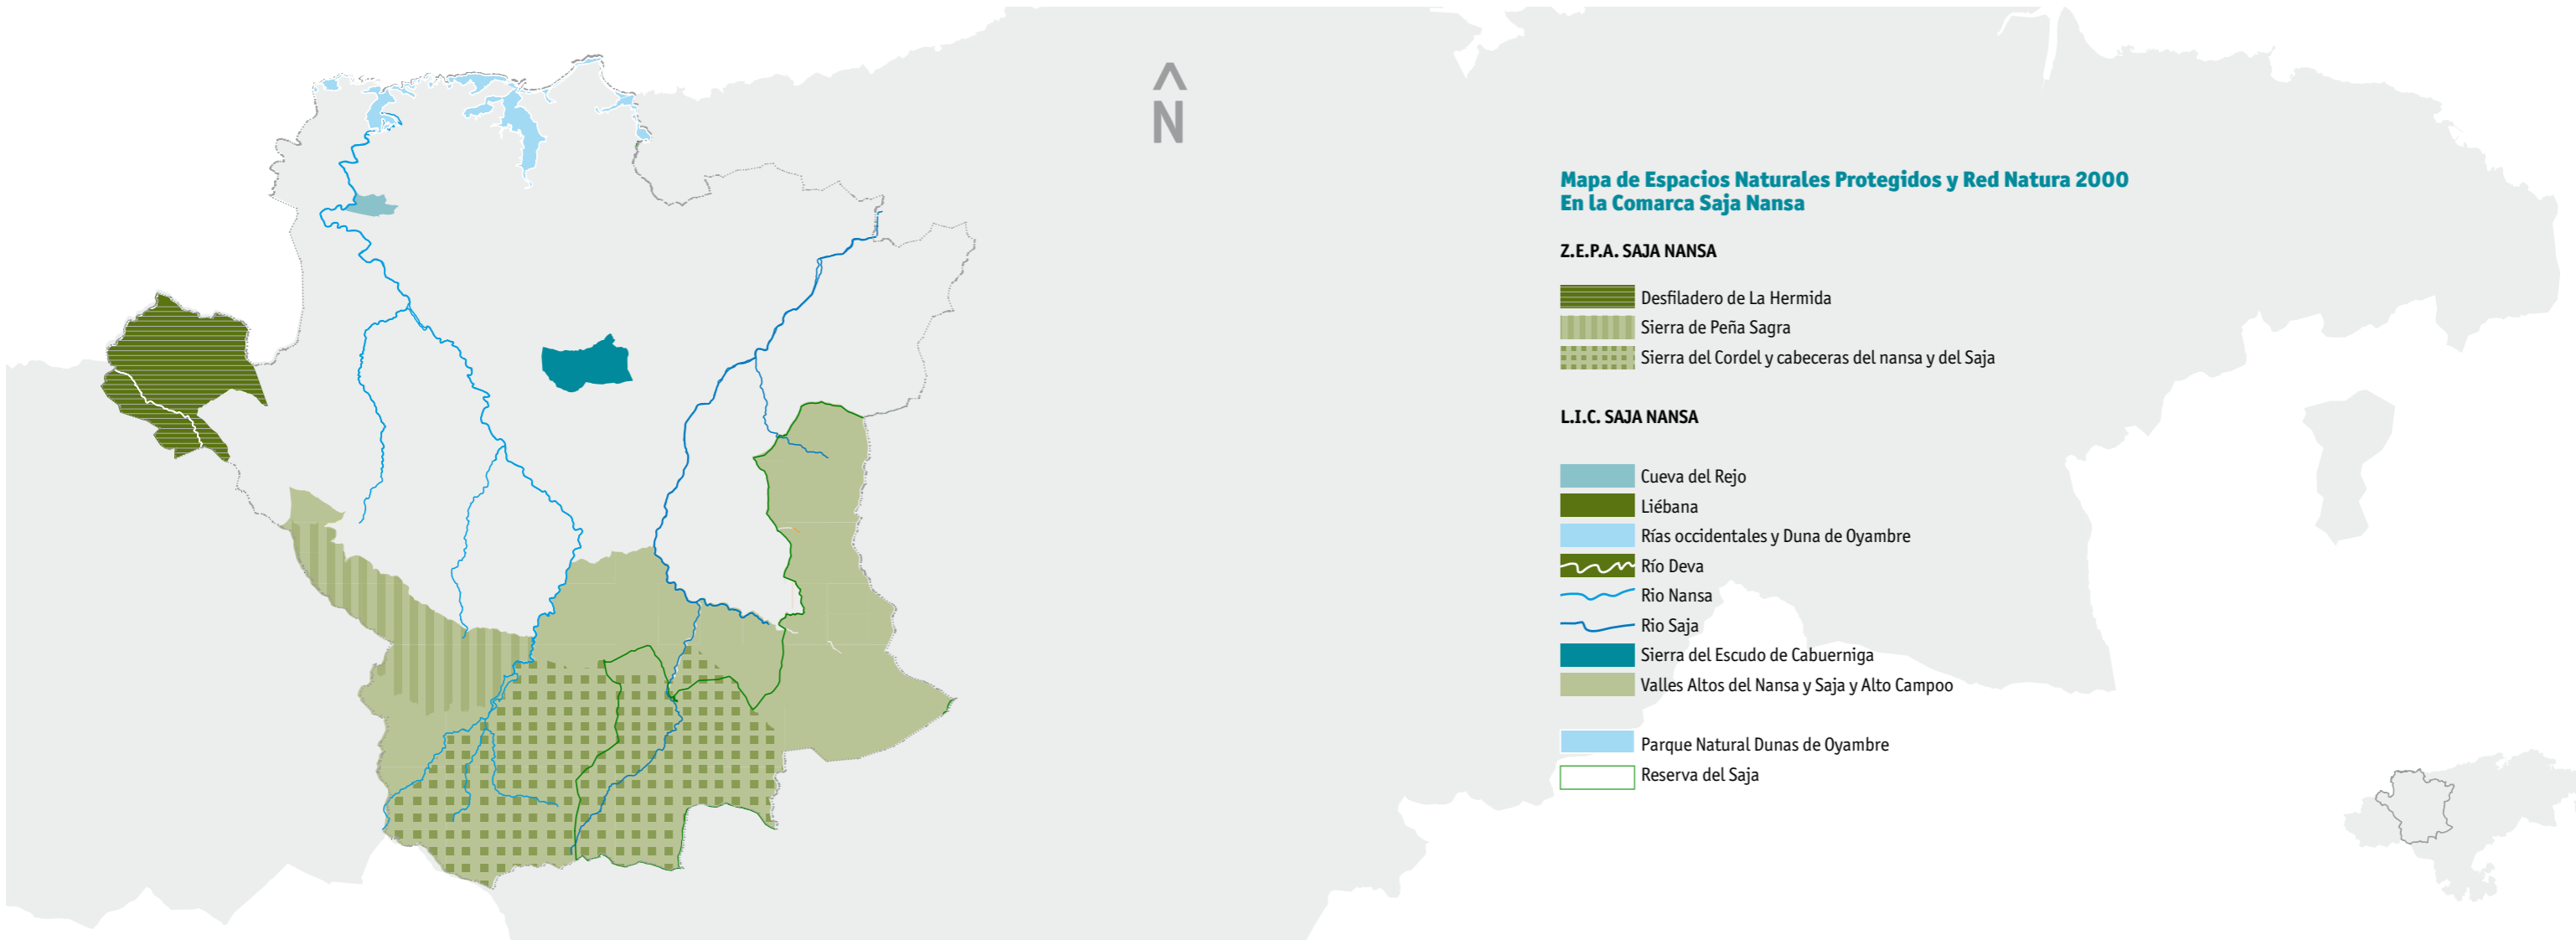 ^
N
Mapa de Espacios Naturales Protegidos y Red Natura 2000
En la Comarca Saja Nansa
Z.E.P.A. SAJA NANSA
Desfiladero de La Hermida
Sierra de Peña Sagra
Sierra del Cordel y cabeceras del nansa y del Saja
L.I.C. SAJA NANSA
Cueva del Rejo
Liébana
Rías occidentales y Duna de Oyambre
Río Deva
Rio Nansa
Rio Saja
Sierra del Escudo de Cabuerniga
Valles Altos del Nansa y Saja y Alto Campoo
Parque Natural Dunas de Oyambre
Reserva del Saja